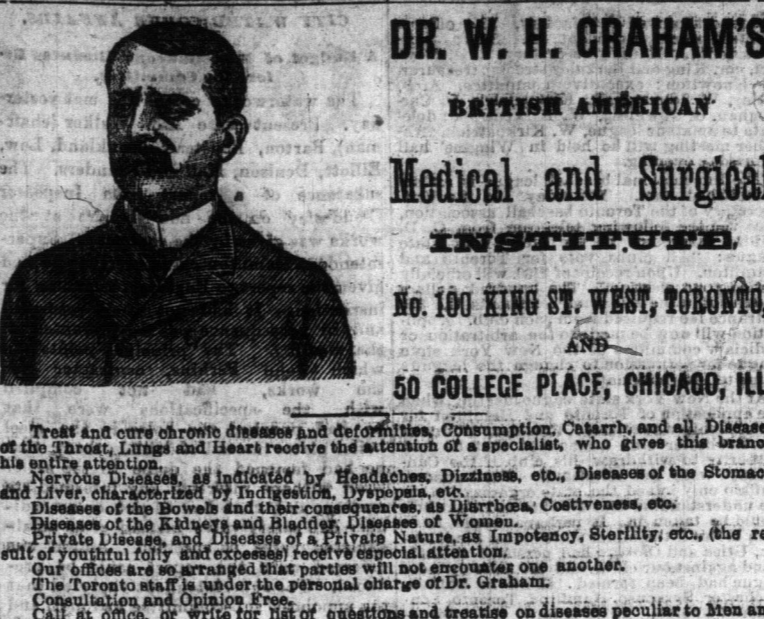 DR. W. H. GRAHAM'S
BRITISH AMERICAN
Medical and Surgical
INSTITUTE,
No. 100 KING ST. WEST, TORONTO,
AND
50 COLLEGE PLACE, CHICAGO, ILL
Treat and cure chronic diseases and deformities, Consumption, Catarrh, and all Disease
of the Throat, Lungs and Heart receive the attention of a specialist, who gives this branc
his entire attention.
Nervous Diseases, as indicated by Headaches, Dizziness, etc., Diseases of the Stomac
and Liver, characterized by Indigestion, Dyspepsia, etc.
Diseases of the Bowels and their consequences, as Diarrhœa, Costiveness, etc.
Diseases of the Kidneys and Bladder, Diseases of Women.
Private Disease, and Diseases of a Private Nature, as Impotency, Sterility, etc., (the re
sult of youthful folly and excesses) receive especial attention.
Our offices are so arranged that parties will not encounter one another.
The Toronto staff is under the personal charge of Dr. Graham.
Consultation and Opinion Free.
Call at office, or write for list of questions and treatise on diseases peculiar to Men an